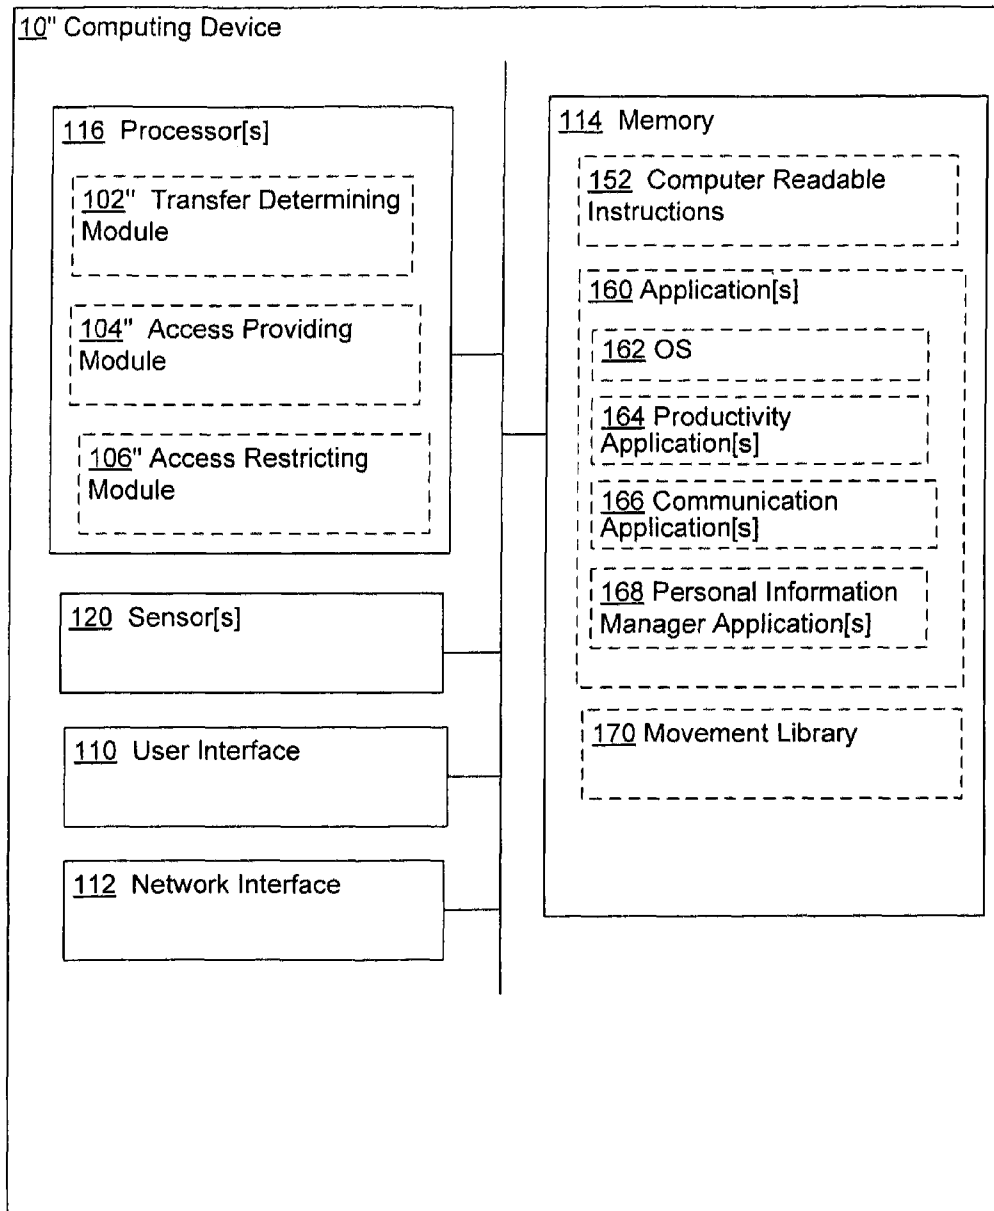 10" Computing Device
116 Processor[s]
102" Transfer Determining
Module
104" Access Providing
Module
106" Access Restricting
Module
120 Sensor[s]
110 User Interface
112 Network Interface
114 Memory
152 Computer Readable
Instructions
160 Application[s]
162 OS
164 Productivity
Application[s]
166 Communication
Application[s]
168 Personal Information
Manager Application[s]
170 Movement Library